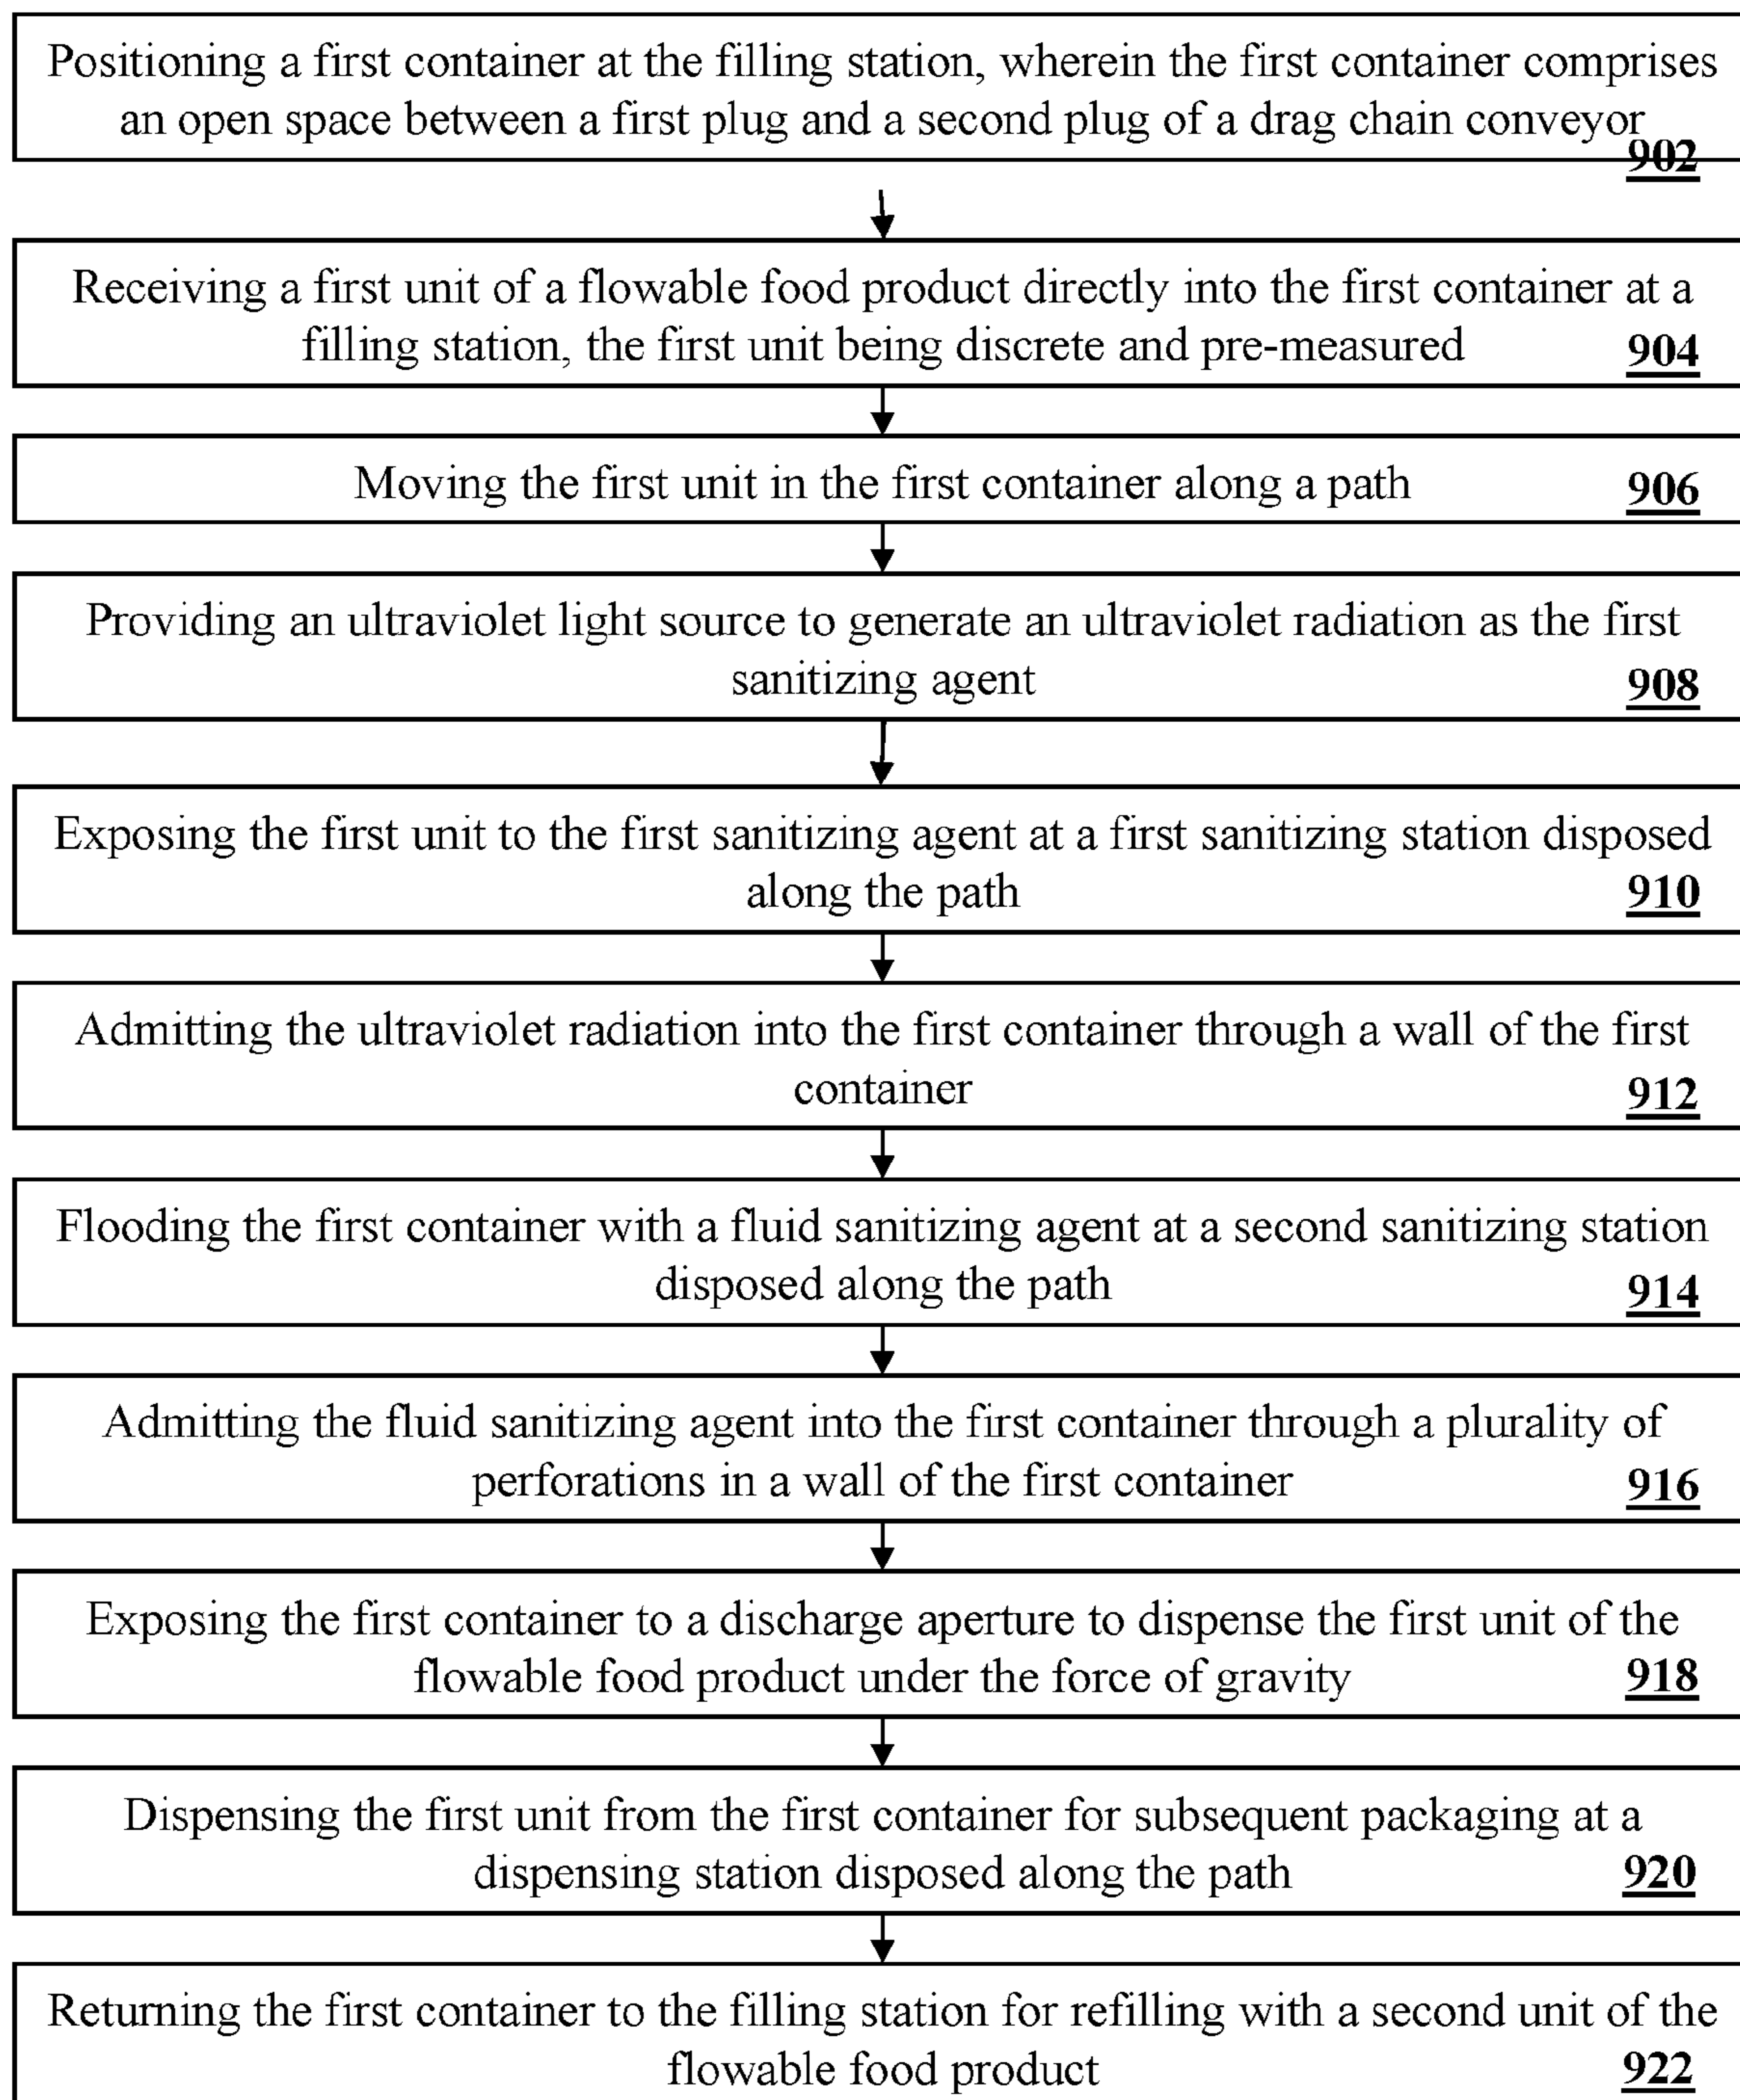 Positioning a first container at the filling station, wherein the first container comprises
an open space between a first plug and a second plug of a drag chain conveyor
902
Receiving a first unit of a flowable food product directly into the first container at a
filling station, the first unit being discrete and pre-measured 904
Moving the first unit in the first container along a path 906
Providing an ultraviolet light source to generate an ultraviolet radiation as the first
sanitizing agent 908
Exposing the first unit to the first sanitizing agent at a first sanitizing station disposed
along the path 910
Admitting the ultraviolet radiation into the first container through a wall of the first
container 912
Flooding the first container with a fluid sanitizing agent at a second sanitizing station
disposed along the path 914
Admitting the fluid sanitizing agent into the first container through a plurality of
perforations in a wall of the first container 916
Exposing the first container to a discharge aperture to dispense the first unit of the
flowable food product under the force of gravity 918
Dispensing the first unit from the first container for subsequent packaging at a
dispensing station disposed along the path 920
Returning the first container to the filling station for refilling with a second unit of the
flowable food product 922